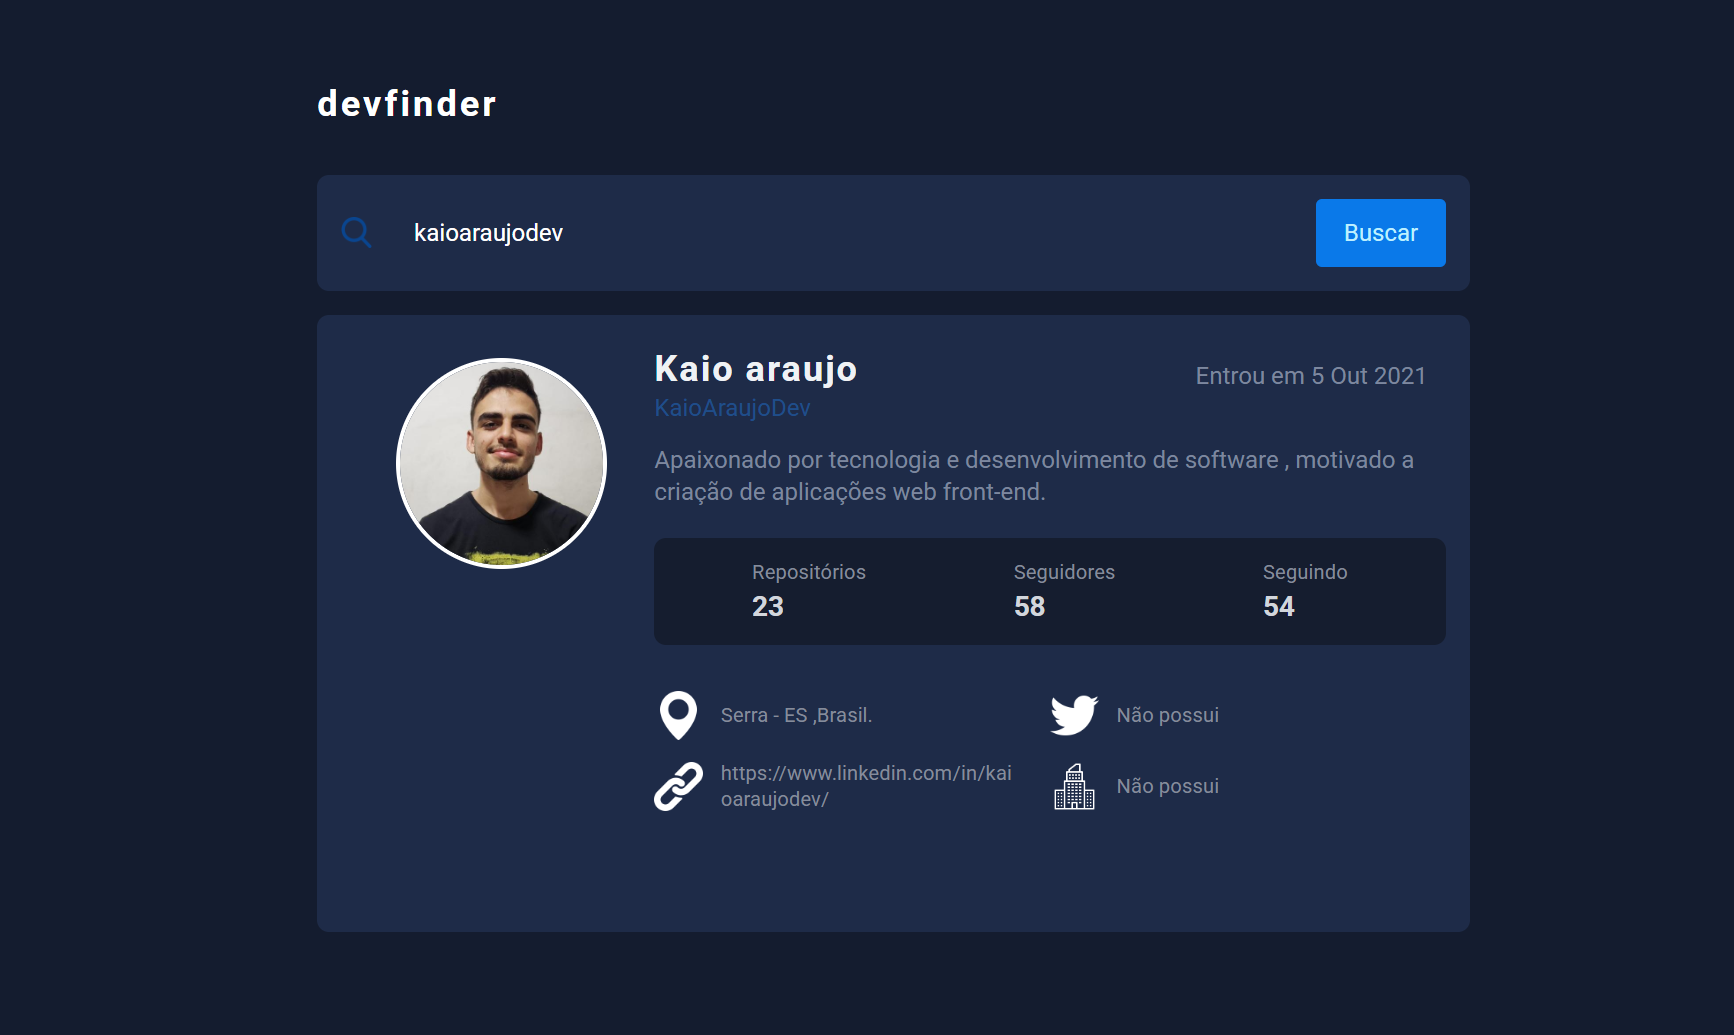 devfinder
kaioaraujodev
Buscar
Kaio araujo
Entrou em 5 Out 2021
KaioAraujoDev
Apaixonado por tecnologia e desenvolvimento de software , motivado a
criação de aplicações web front-end.
Repositórios
23
Seguidores
58
Seguindo
54
Serra - ES ,Brasil.
Não possui
https://www.linkedin.com/in/kai
oaraujodev/
Não possui